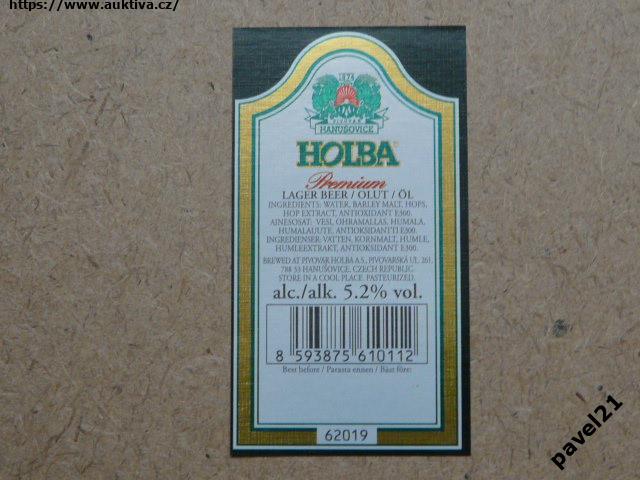 https://www.auktiva.cz/
1874
PIVOVAR
HANUŠOVICE
HOLBA
Premium
LAGER BEER / OLUT / ÖL
INGREDIENTS: WATER, BARLEY MALT, HOPS,
HOP EXTRACT, ANTIOXIDANT E300.
AINESOSAT: VESI, OHRAMALLAS, HUMALA,
HUMALAUUTE, ANTIOKSIDANTTI E300.
INGREDIENSER: VATTEN, KORNMALT, HUMLE,
HUMLEEXTRAKT, ANTIOXIDANT E300.
BREWED AT PIVOVAR HOLBA A.S., PIVOVARSKÁ UL. 261,
788 33 HANUŠOVICE, CZECH REPUBLIC.
STORE IN A COOL PLACE. PASTEURIZED.
alc./alk. 5.2% vol.
8 593875 610112
Best before / Parasta ennen / Bäst före:
62019
pavel21